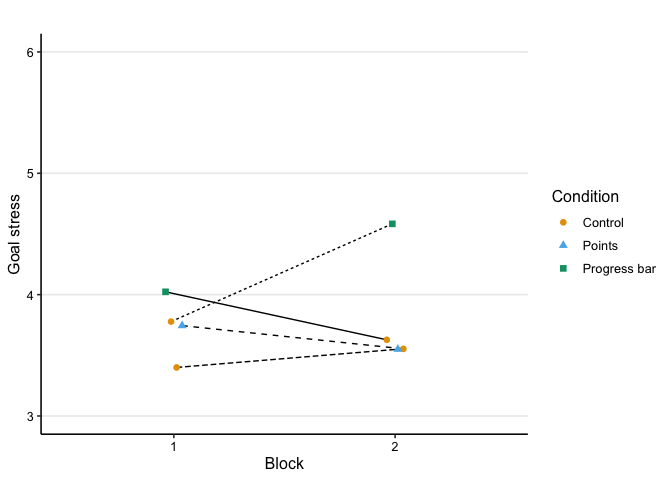 6
5
4
3
Goal stress
1
2
Block
Condition
Control
Points
Progress bar